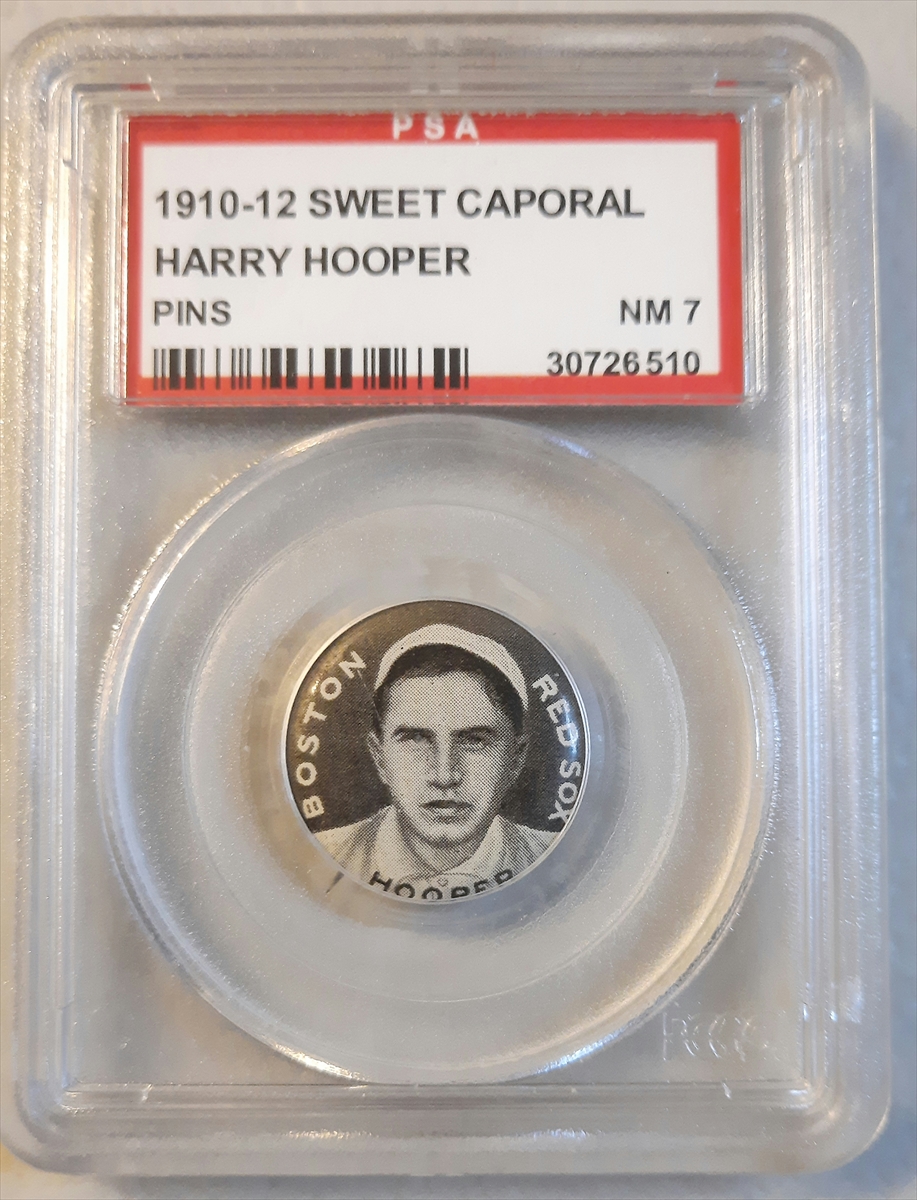 PSA
1910-12 SWEET CAPORAL
HARRY HOOPER
PINS NM 7
30726510
BOSTON RED SOX
HOOPER